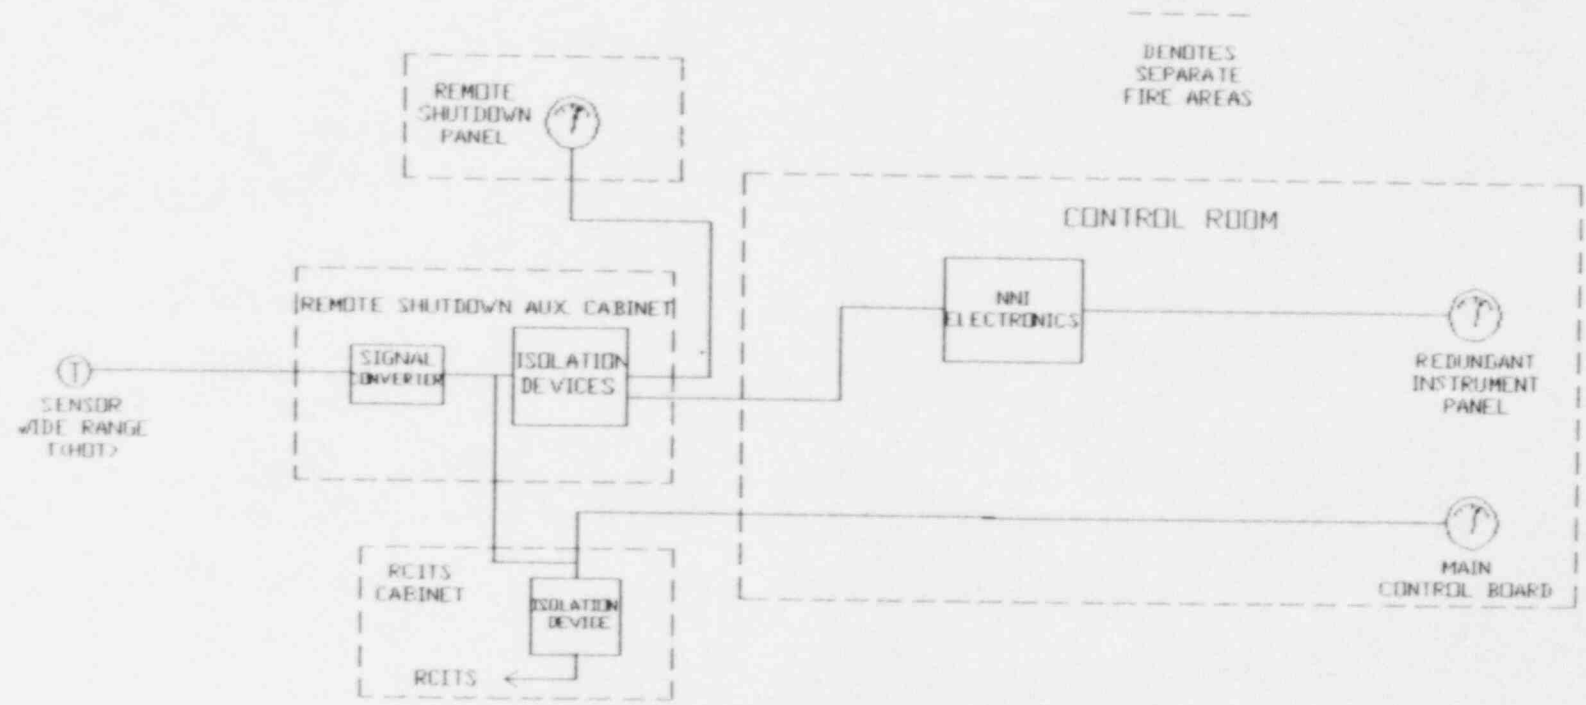 DENOTES
SEPARATE
FIRE AREAS
REMOTE
SHUTDOWN
PANEL
T
CONTROL ROOM
REMOTE SHUTDOWN AUX CABINET
NNI
ELECTRONICS
T
SIGNAL
CONVERTER
ISOLATION
DEVICES
T
SENSOR
WIDE RANGE
T(HOT)
REDUNDANT
INSTRUMENT
PANEL
T
MAIN
CONTROL BOARD
RCITS
CABINET
ISOLATION
DEVICE
RCITS